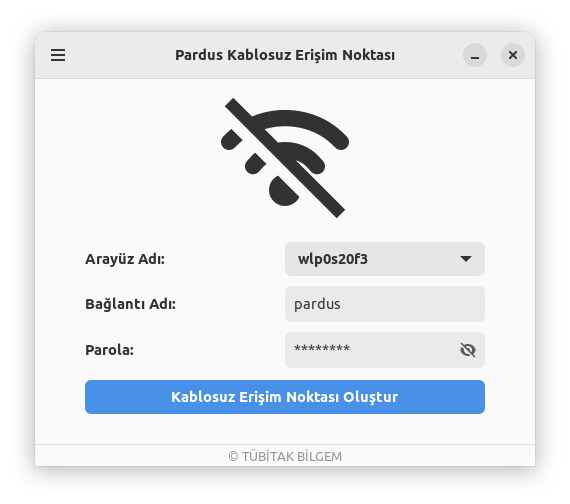 Pardus Kablosuz Erişim Noktası
Arayüz Adı: wlp0s20f3
Bağlantı Adı: pardus
Parola: ********
Kablosuz Erişim Noktası Oluştur
© TÜBİTAK BİLGEM